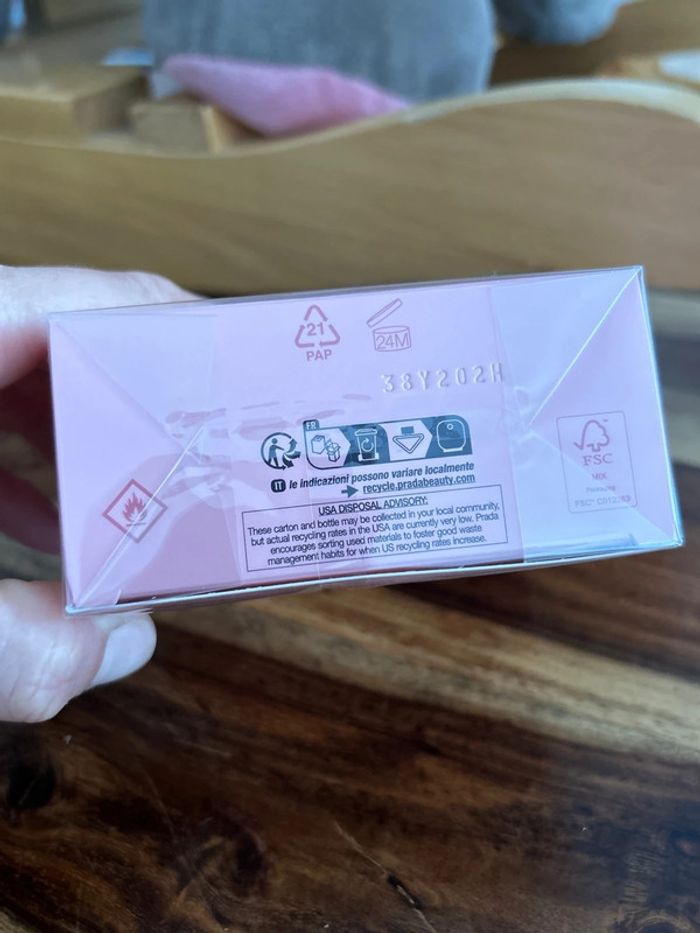 21
PAP
24M
38Y202H
FR
IT le indicazioni possono variare localmente
recycle.pradabeauty.com
USA DISPOSAL ADVISORY:
These carton and bottle may be collected in your local community,
but actual recycling rates in the USA are currently very low. Prada
encourages sorting used materials to foster good waste
management habits for when US recycling rates increase.
FSC
MIX
Packaging
FSC®